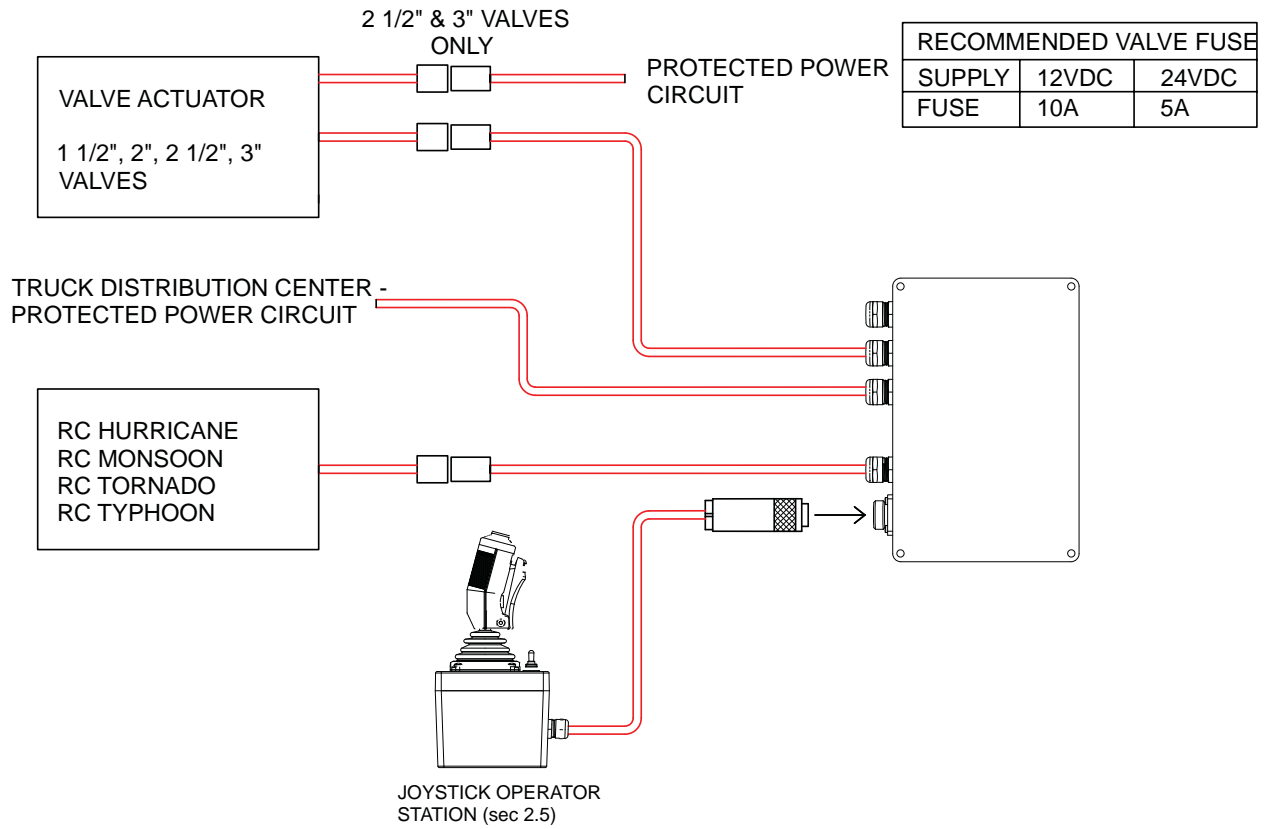 2 1/2" & 3" VALVES
ONLY
VALVE ACTUATOR
1 1/2", 2", 2 1/2", 3"
VALVES
PROTECTED POWER
CIRCUIT
RECOMMENDED VALVE FUSE
SUPPLY 12VDC 24VDC
FUSE 10A 5A
TRUCK DISTRIBUTION CENTER -
PROTECTED POWER CIRCUIT
RC HURRICANE
RC MONSOON
RC TORNADO
RC TYPHOON
JOYSTICK OPERATOR
STATION (sec 2.5)